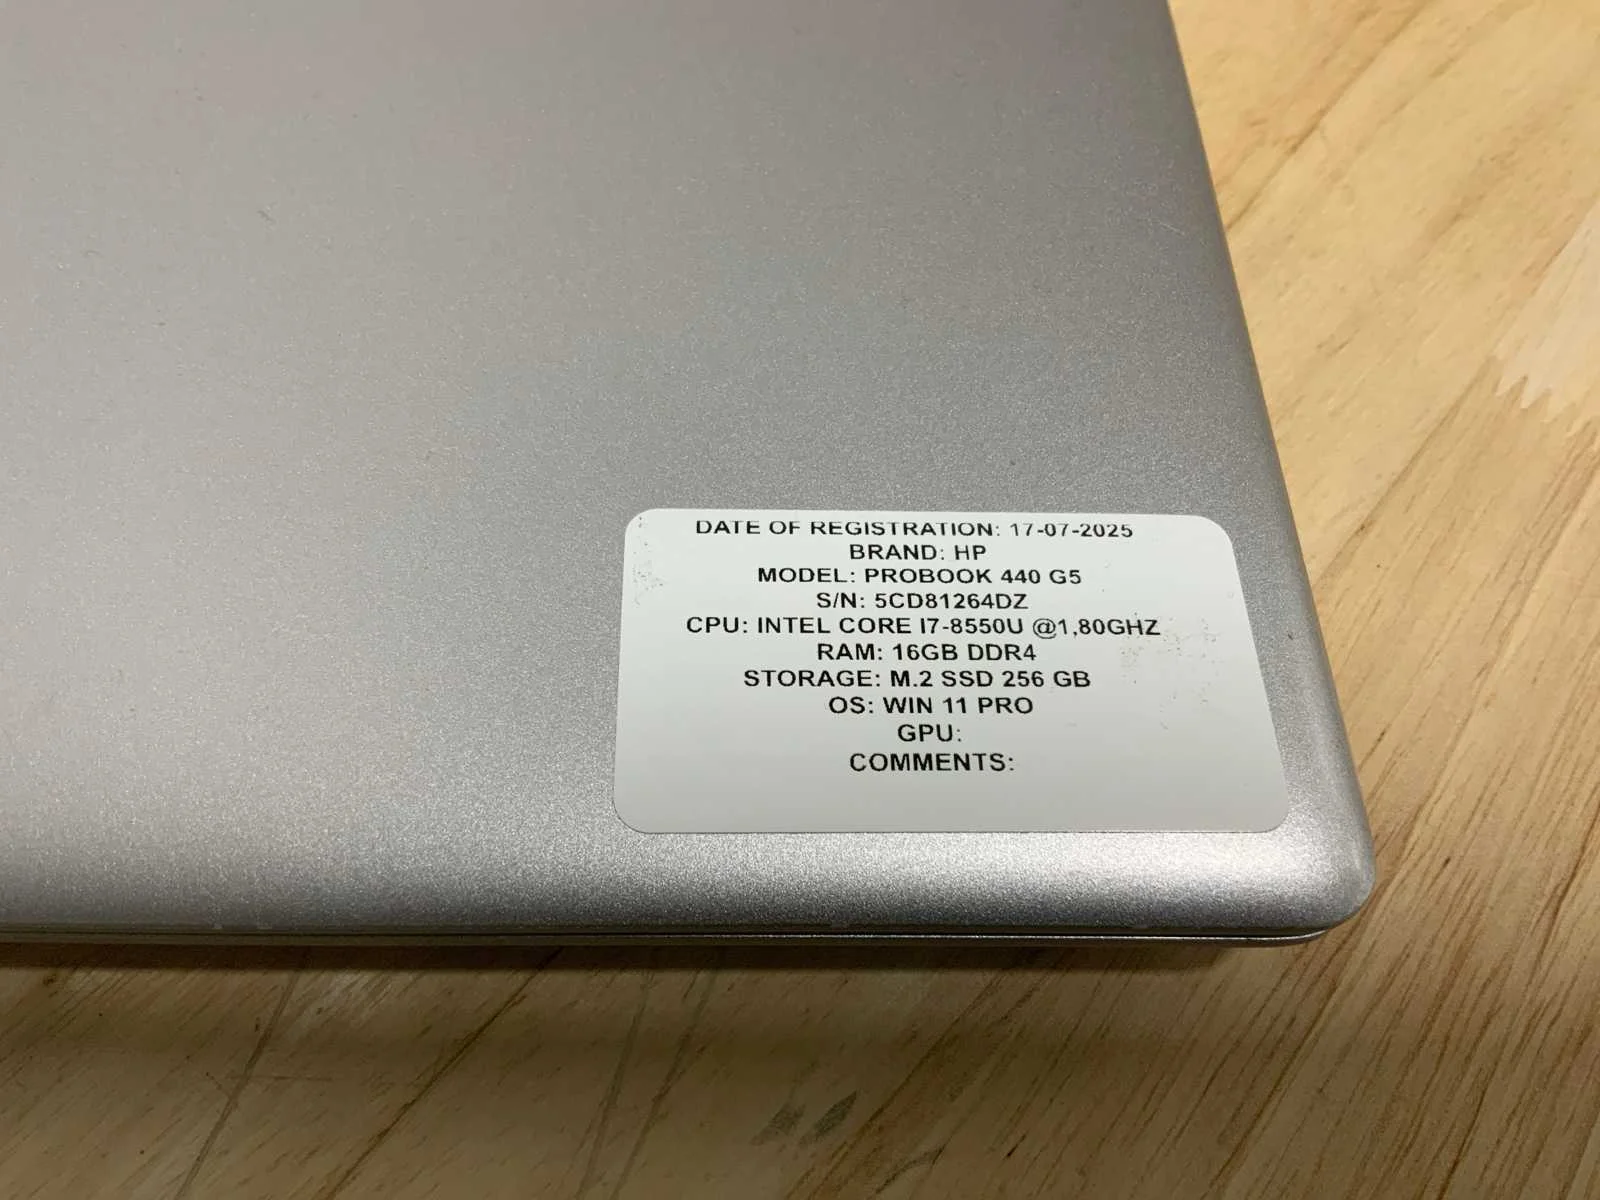 DATE OF REGISTRATION: 17-07-2025
BRAND: HP
MODEL: PROBOOK 440 G5
S/N: 5CD81264DZ
CPU: INTEL CORE I7-8550U @1,80GHZ
RAM: 16GB DDR4
STORAGE: M.2 SSD 256 GB
OS: WIN 11 PRO
GPU:
COMMENTS: